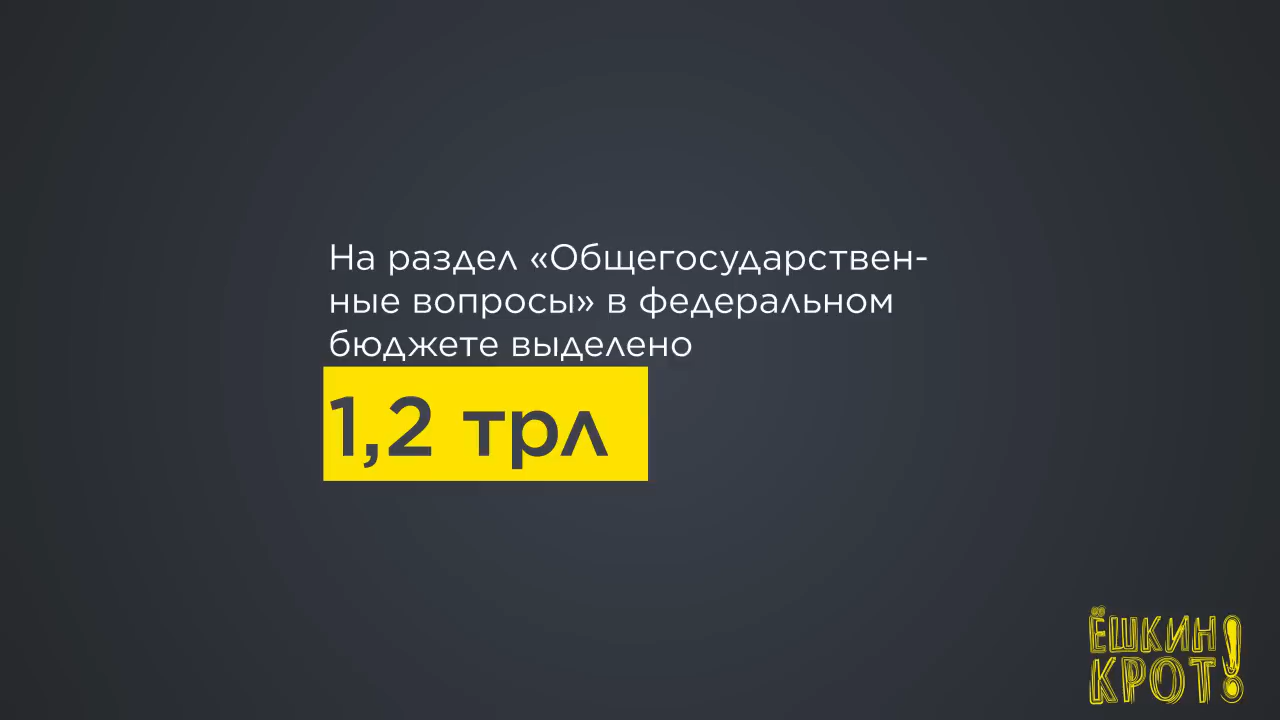 На раздел «Общегосударствен-
ные вопросы» в федеральном
бюджете выделено
1,2 трл
ЁШКИН
КРОТ!